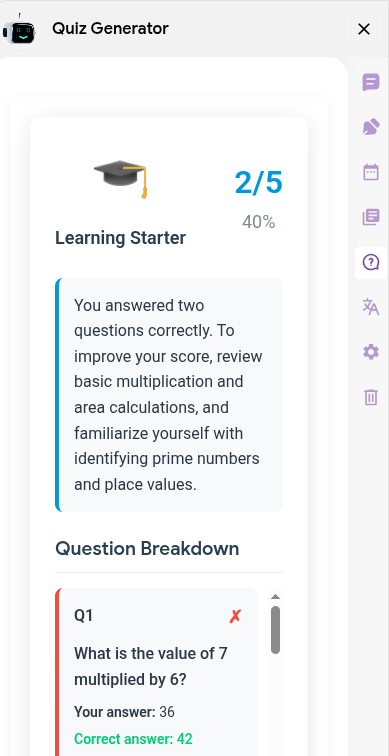 Quiz Generator
2/5
40%
Learning Starter
You answered two
questions correctly. To
improve your score, review
basic multiplication and
area calculations, and
familiarize yourself with
identifying prime numbers
and place values.
Question Breakdown
Q1 ✗
What is the value of 7
multiplied by 6?
Your answer: 36
Correct answer: 42